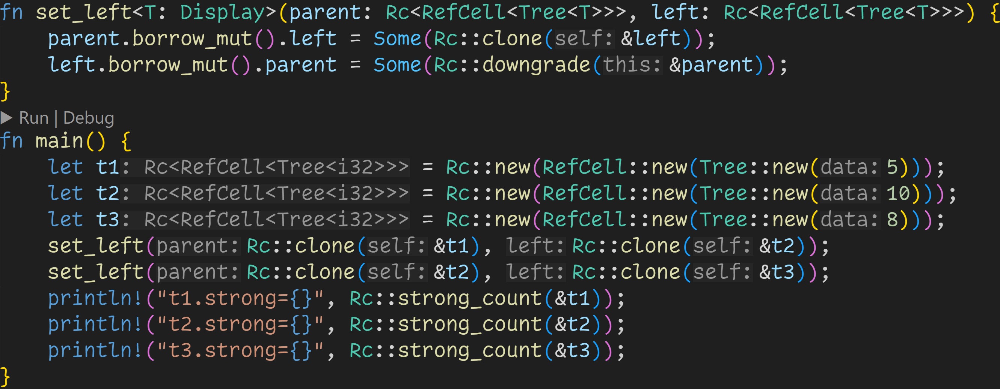 fn set_left<T: Display>(parent: Rc<RefCell<Tree<T>>>, left: Rc<RefCell<Tree<T>>>) {
    parent.borrow_mut().left = Some(Rc::clone(self: &left));
    left.borrow_mut().parent = Some(Rc::downgrade(this: &parent));
}
▶ Run | Debug
fn main() {
    let t1: Rc<RefCell<Tree<i32>>> = Rc::new(RefCell::new(Tree::new(data: 5)));
    let t2: Rc<RefCell<Tree<i32>>> = Rc::new(RefCell::new(Tree::new(data: 10)));
    let t3: Rc<RefCell<Tree<i32>>> = Rc::new(RefCell::new(Tree::new(data: 8)));
    set_left(parent: Rc::clone(self: &t1), left: Rc::clone(self: &t2));
    set_left(parent: Rc::clone(self: &t2), left: Rc::clone(self: &t3));
    println!("t1.strong={}", Rc::strong_count(&t1));
    println!("t2.strong={}", Rc::strong_count(&t2));
    println!("t3.strong={}", Rc::strong_count(&t3));
}